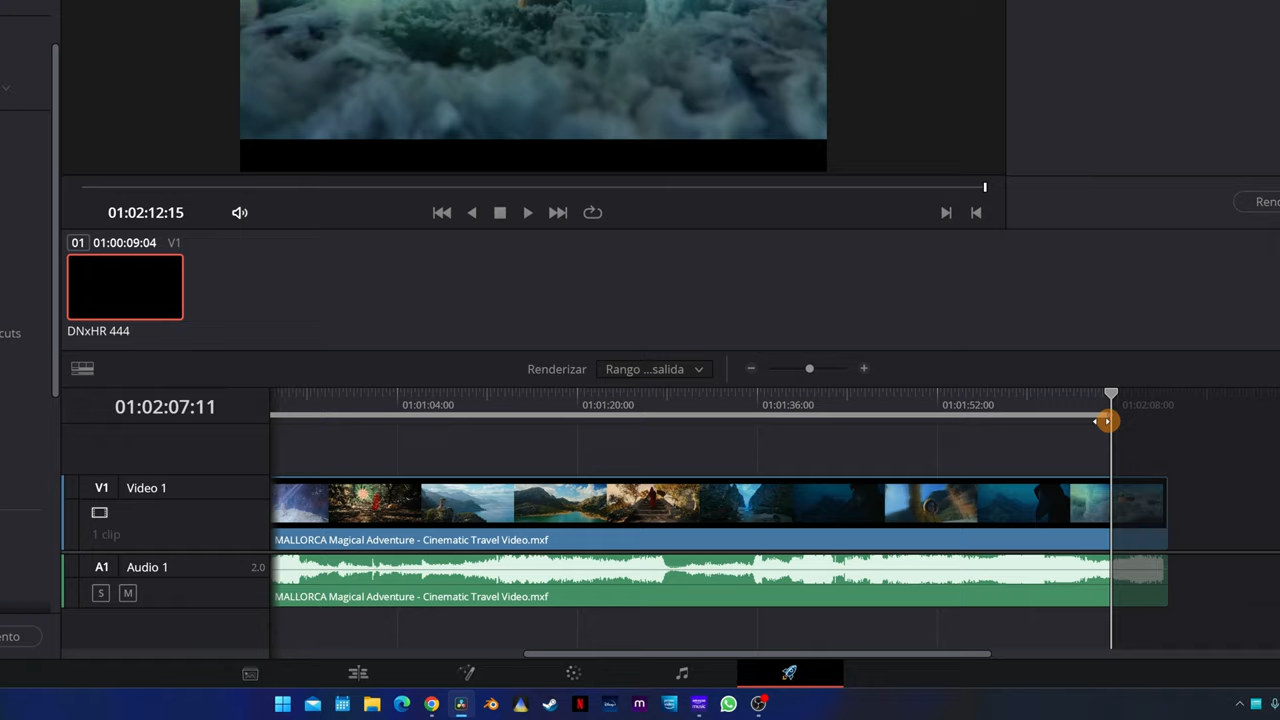 01:02:12:15
Rend
01 01:00:09:04 V1
DNxHR 444
cuts
Renderizar Rango ...salida
01:02:07:11
01:01:04:00 01:01:20:00 01:01:36:00 01:01:52:00 01:02:08:00
V1 Video 1
1 clip
MALLORCA Magical Adventure - Cinematic Travel Video.mxf
A1 Audio 1 2.0
S M
MALLORCA Magical Adventure - Cinematic Travel Video.mxf
ento